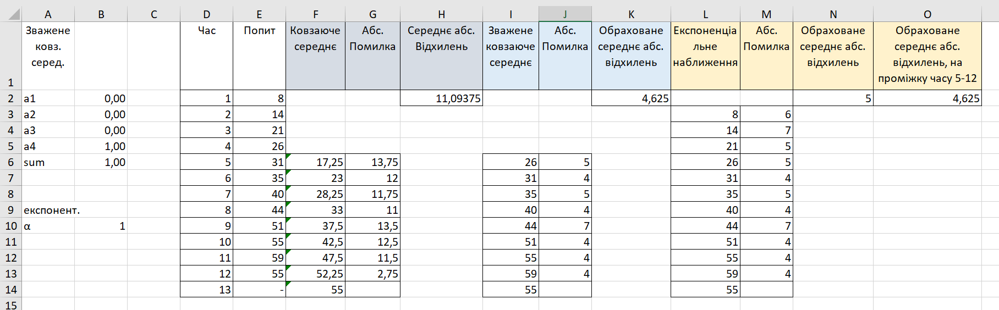 A B C D E F G H I J K L M N O
1 Зважене ковз. серед. Час Попит Ковзаюче середнє Абс. Помилка Середнє абс. Відхилень Зважене ковзаюче середнє Абс. Помилка Обраховане середнє абс. відхилень Експоненціальне наближення Абс. Помилка Обраховане середнє абс. відхилень Обраховане середнє абс. відхилень, на проміжку часу 5-12
2 a1 0,00 1 8 11,09375 4,625 5 4,625
3 a2 0,00 2 14 8 6
4 a3 0,00 3 21 14 7
5 a4 1,00 4 26 21 5
6 sum 1,00 5 31 17,25 13,75 26 5 26 5
7 6 35 23 12 31 4 31 4
8 7 40 28,25 11,75 35 5 35 5
9 експонент. 8 44 33 11 40 4 40 4
10 α 1 9 51 37,5 13,5 44 7 44 7
11 10 55 42,5 12,5 51 4 51 4
12 11 59 47,5 11,5 55 4 55 4
13 12 55 52,25 2,75 59 4 59 4
14 13 - 55 55 55
15